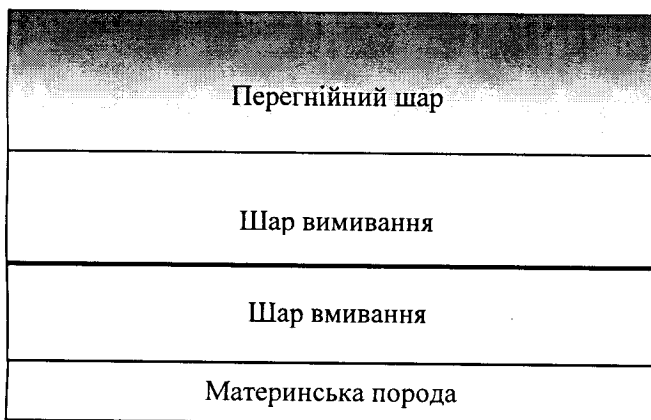 Перегнійний шар
Шар вимивання
Шар вмивання
Материнська порода